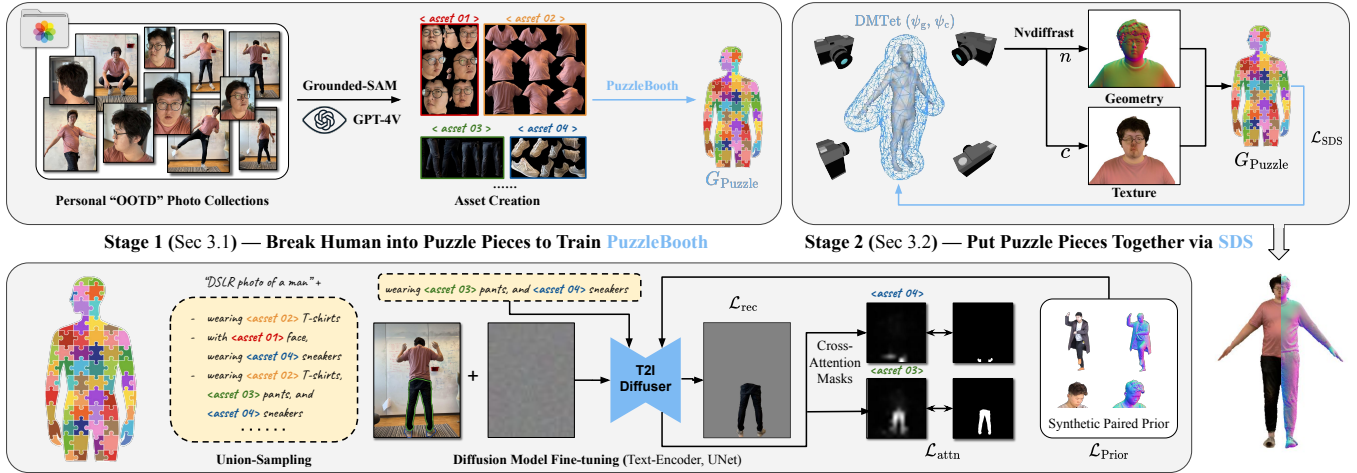 < asset 01 >
< asset 02 >
Grounded-SAM
GPT-4V
PuzzleBooth
< asset 03 >
< asset 04 >
......
G_Puzzle
Personal “OOTD” Photo Collections
Asset Creation
Stage 1 (Sec 3.1) — Break Human into Puzzle Pieces to Train PuzzleBooth
DMTet (ψ_g, ψ_c)
Nvdiffrast
n
Geometry
c
Texture
G_Puzzle
ℒ_SDS
Stage 2 (Sec 3.2) — Put Puzzle Pieces Together via SDS
“DSLR photo of a man” +
- wearing <asset 02> T-shirts
- with <asset 01> face,
wearing <asset 04> sneakers
- wearing <asset 02> T-shirts,
<asset 03> pants, and
<asset 04> sneakers
......
Union-Sampling
wearing <asset 03> pants, and <asset 04> sneakers
+
T2I
Diffuser
ℒ_rec
Diffusion Model Fine-tuning (Text-Encoder, UNet)
<asset 04>
Cross-
Attention
Masks
<asset 03>
ℒ_attn
Synthetic Paired Prior
ℒ_Prior